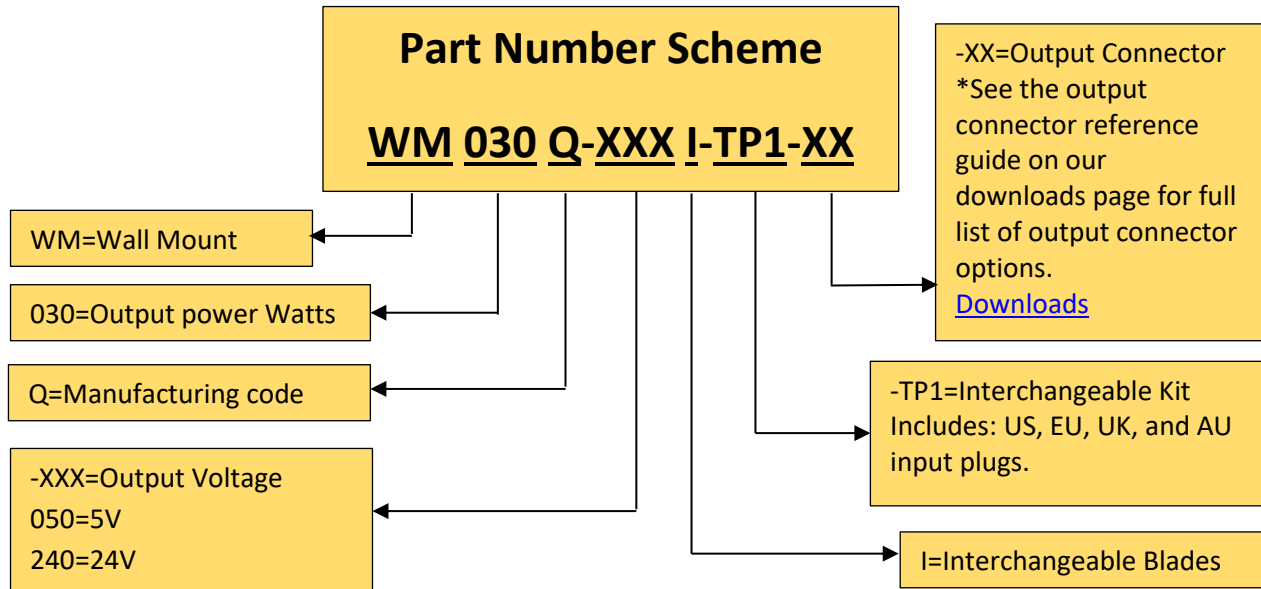 Part Number Scheme
WM 030 Q-XXX I-TP1-XX
WM=Wall Mount
030=Output power Watts
Q=Manufacturing code
-XXX=Output Voltage
050=5V
240=24V
-XX=Output Connector
*See the output
connector reference
guide on our
downloads page for full
list of output connector
options.
Downloads
-TP1=Interchangeable Kit
Includes: US, EU, UK, and AU
input plugs.
I=Interchangeable Blades